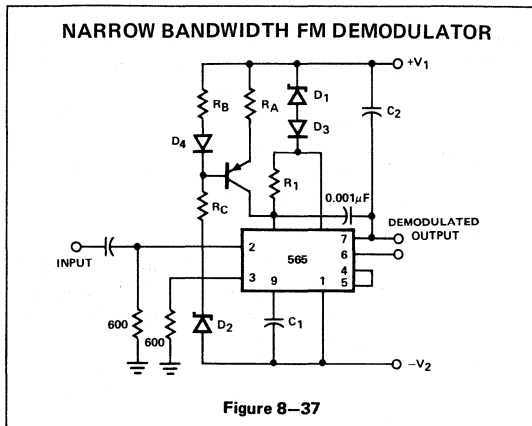 NARROW BANDWIDTH FM DEMODULATOR
+V1
RB
RA
D1
C2
D4
D3
R1
0.001μF
RC
DEMODULATED
OUTPUT
INPUT
2
565
7
6
3
4
9
1
5
600
600
D2
C1
−V2
Figure 8—37